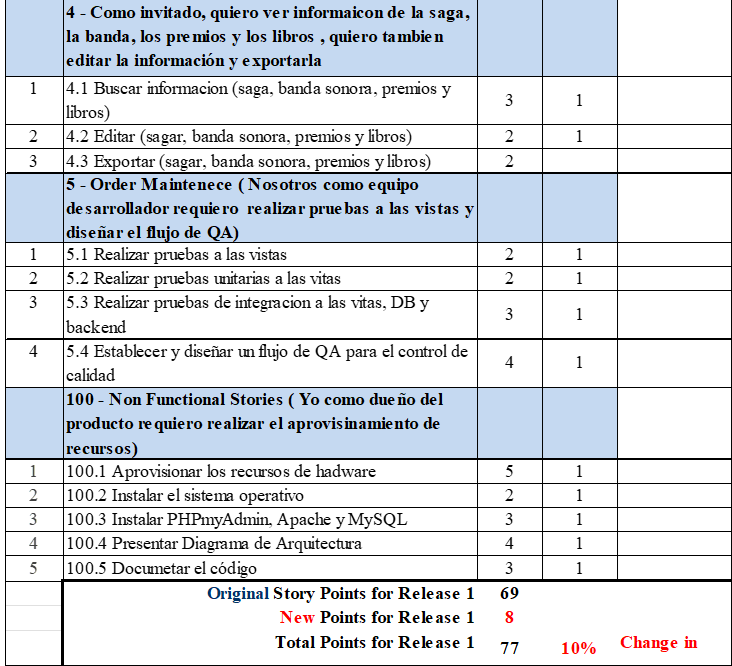 4 - Como invitado, quiero ver informaicon de la saga,
la banda, los premios y los libros , quiero tambien
editar la información y exportarla
1 4.1 Buscar informacion (saga, banda sonora, premios y
libros) 3 1
2 4.2 Editar (sagar, banda sonora, premios y libros) 2 1
3 4.3 Exportar (sagar, banda sonora, premios y libros) 2
5 - Order Maintenece ( Nosotros como equipo
desarrollador requiero realizar pruebas a las vistas y
diseñar el flujo de QA)
1 5.1 Realizar pruebas a las vistas 2 1
2 5.2 Realizar pruebas unitarias a las vitas 2 1
3 5.3 Realizar pruebas de integracion a las vitas, DB y
backend 3 1
4 5.4 Establecer y diseñar un flujo de QA para el control de
calidad 4 1
100 - Non Functional Stories ( Yo como dueño del
producto requiero realizar el aprovisinamiento de
recursos)
1 100.1 Aprovisionar los recursos de hadware 5 1
2 100.2 Instalar el sistema operativo 2 1
3 100.3 Instalar PHPmyAdmin, Apache y MySQL 3 1
4 100.4 Presentar Diagrama de Arquitectura 4 1
5 100.5 Documetar el código 3 1
Original Story Points for Release 1 69
New Points for Release 1 8
Total Points for Release 1 77 10% Change in